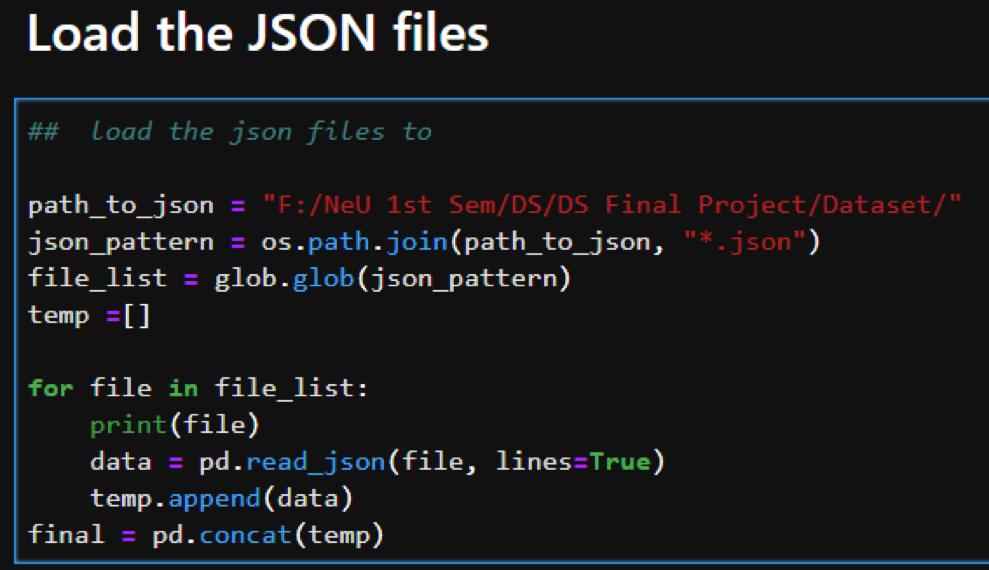 Load the JSON files
##  load the json files to
path_to_json = "F:/NeU 1st Sem/DS/DS Final Project/Dataset/"
json_pattern = os.path.join(path_to_json, "*.json")
file_list = glob.glob(json_pattern)
temp =[]
for file in file_list:
    print(file)
    data = pd.read_json(file, lines=True)
    temp.append(data)
final = pd.concat(temp)